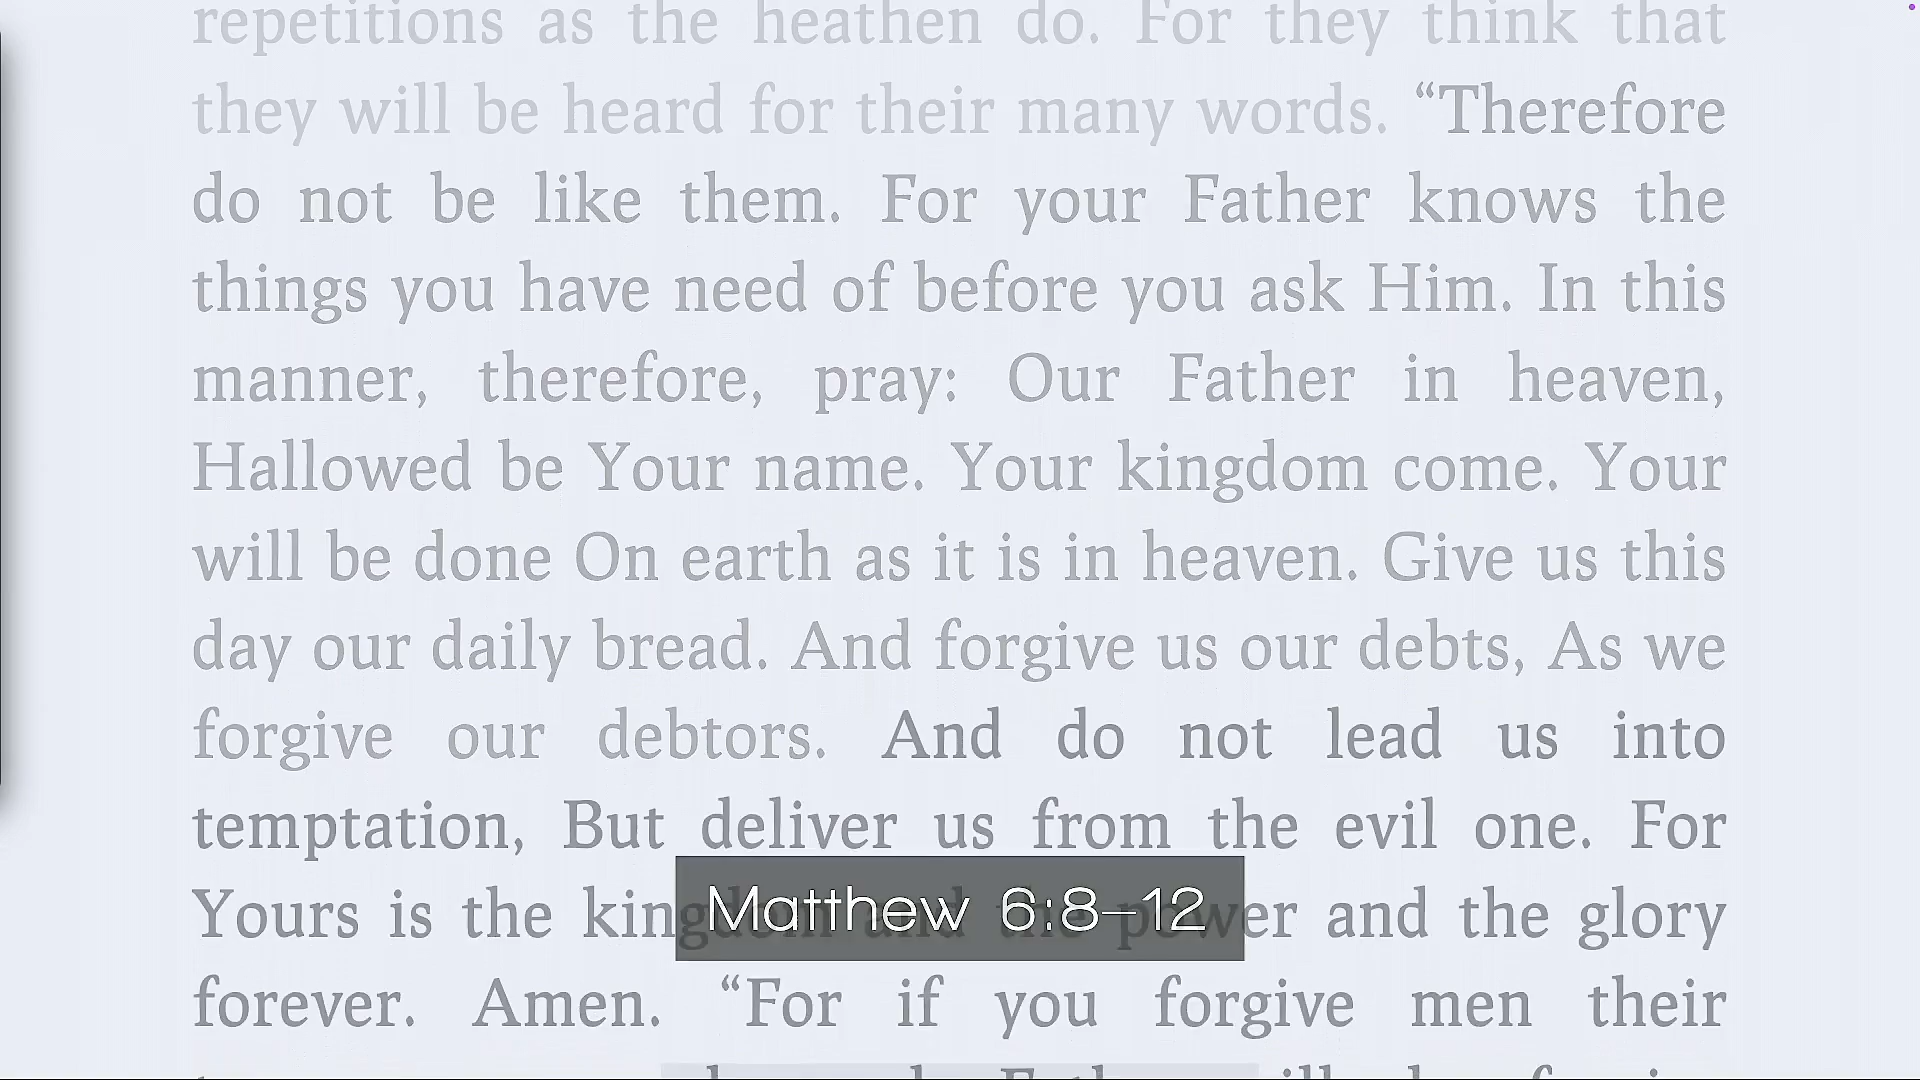 repetitions as the heathen do. For they think that
they will be heard for their many words. “Therefore
do not be like them. For your Father knows the
things you have need of before you ask Him. In this
manner, therefore, pray: Our Father in heaven,
Hallowed be Your name. Your kingdom come. Your
will be done On earth as it is in heaven. Give us this
day our daily bread. And forgive us our debts, As we
forgive our debtors. And do not lead us into
temptation, But deliver us from the evil one. For
Yours is the kingdom and the power and the glory
Matthew 6:8–12
forever. Amen. “For if you forgive men their